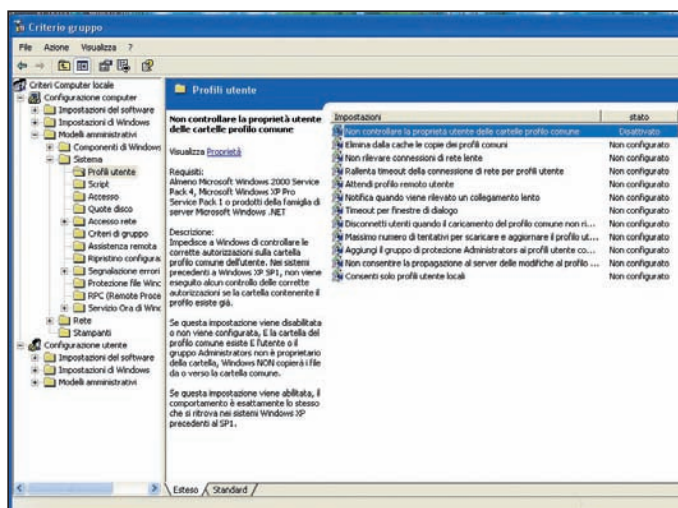 Criterio gruppo
File Azione Visualizza ?
Criteri Computer locale
Configurazione computer
Impostazioni del software
Impostazioni di Windows
Modelli amministrativi
Componenti di Windows
Sistema
Profili utente
Script
Accesso
Quote disco
Accesso rete
Criteri di gruppo
Assistenza remota
Ripristino configura
Segnalazione errori
Protezione file Winc
RPC (Remote Proce
Servizio Ora di Winc
Rete
Stampanti
Configurazione utente
Impostazioni del software
Impostazioni di Windows
Modelli amministrativi
Profili utente
Non controllare la proprietà utente
delle cartelle profilo comune
Visualizza Proprietà
Requisiti:
Almeno Microsoft Windows 2000 Service
Pack 4, Microsoft Windows XP Pro
Service Pack 1 o prodotti della famiglia di
server Microsoft Windows .NET
Descrizione:
Impedisce a Windows di controllare le
corrette autorizzazioni sulla cartella
profilo comune dell'utente. Nei sistemi
precedenti a Windows XP SP1, non viene
eseguito alcun controllo delle corrette
autorizzazioni se la cartella contenente il
profilo esiste già.
Se questa impostazione viene disabilitata
o non viene configurata, E la cartella del
profilo comune esiste E l'utente o il
gruppo Administrators non è proprietario
della cartella, Windows NON copierà i file
da o verso la cartella comune.
Se questa impostazione viene abilitata, il
comportamento è esattamente lo stesso
che si ritrova nei sistemi Windows XP
precedenti al SP1.
Impostazioni stato
Non controllare la proprietà utente delle cartelle profilo comune Disattivato
Elimina dalla cache le copie dei profili comuni Non configurato
Non rilevare connessioni di rete lente Non configurato
Rallenta timeout della connessione di rete per profili utente Non configurato
Attendi profilo remoto utente Non configurato
Notifica quando viene rilevato un collegamento lento Non configurato
Timeout per finestre di dialogo Non configurato
Disconnetti utenti quando il caricamento del profilo comune non ri... Non configurato
Massimo numero di tentativi per scaricare e aggiornare il profilo ut... Non configurato
Aggiungi il gruppo di protezione Administrators ai profili utente co... Non configurato
Non consentire la propagazione al server delle modifiche al profilo ... Non configurato
Consenti solo profili utente locali Non configurato
Esteso Standard